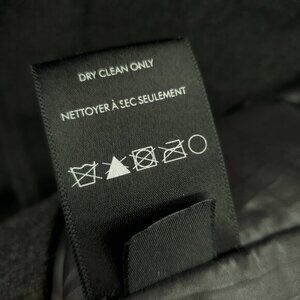 DRY CLEAN ONLY
NETTOYER À SEC SEULEMENT